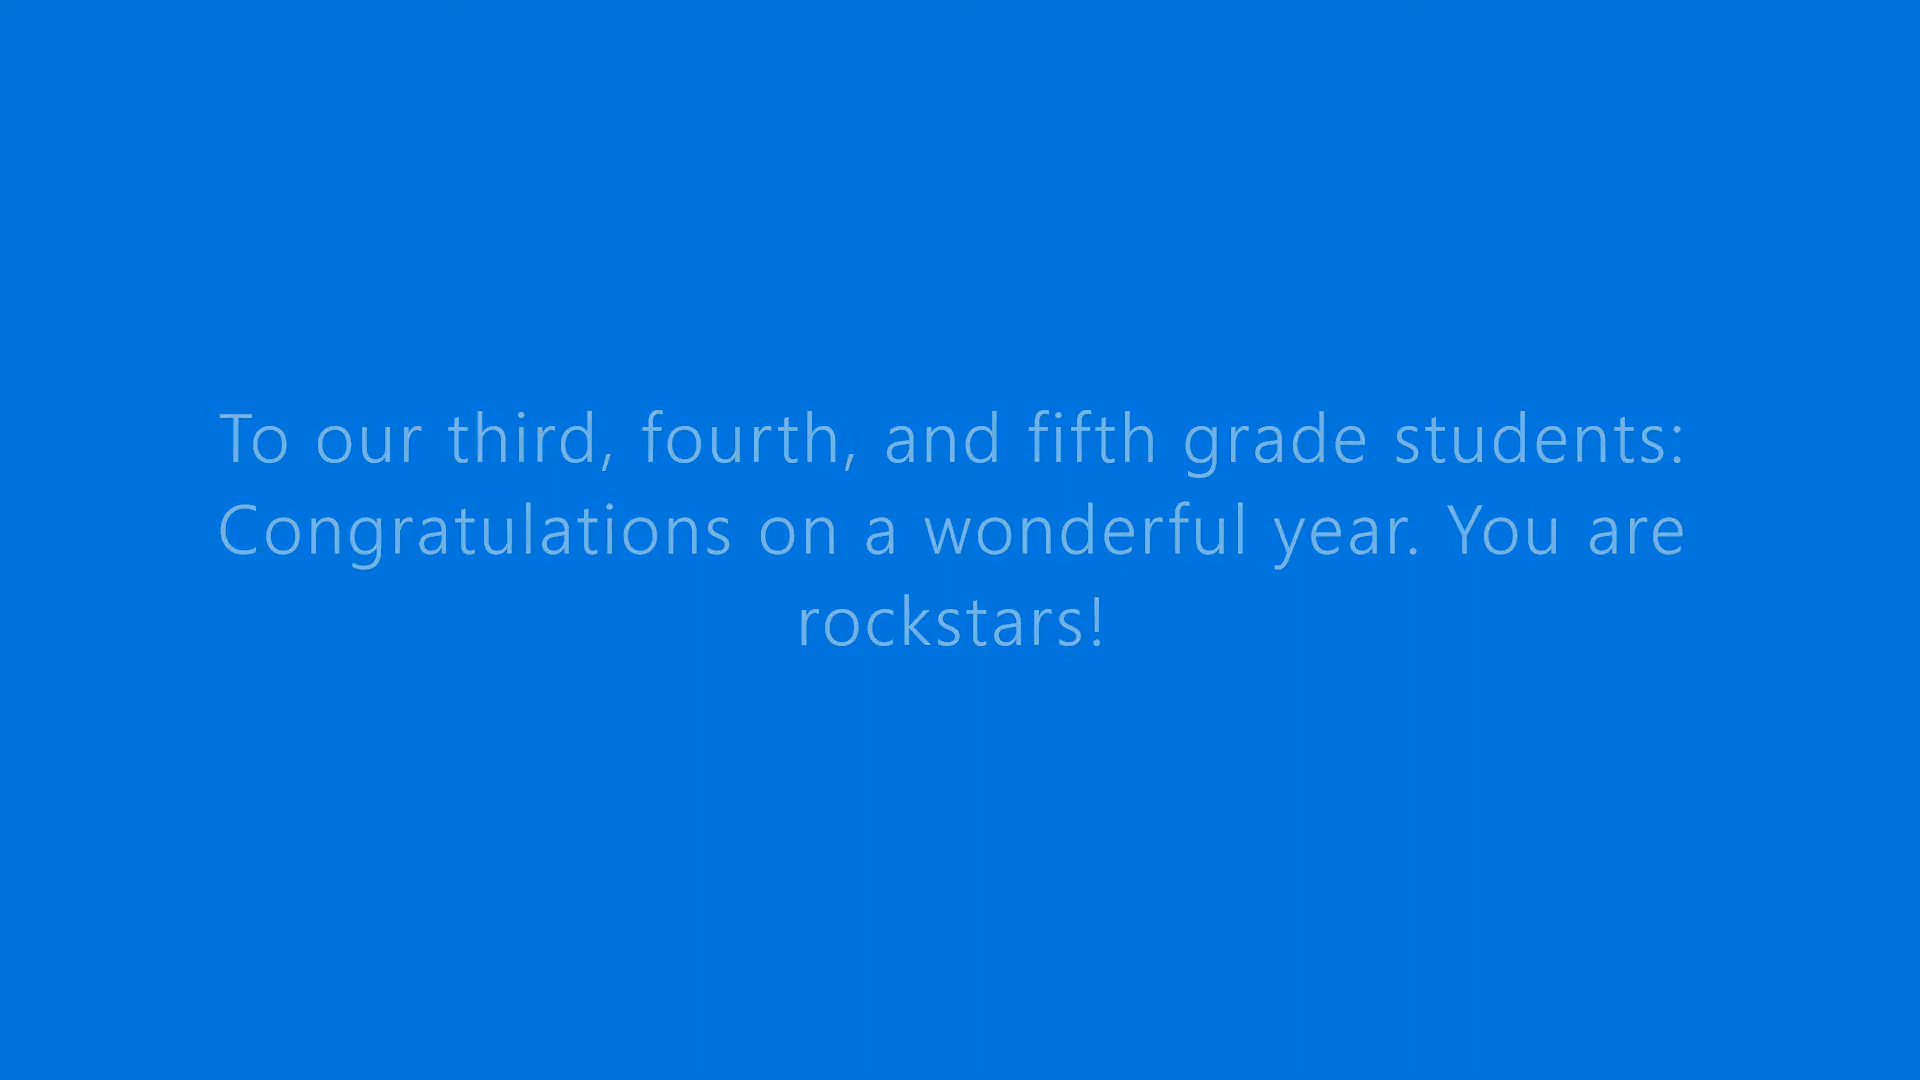 To our third, fourth, and fifth grade students:
Congratulations on a wonderful year. You are
rockstars!